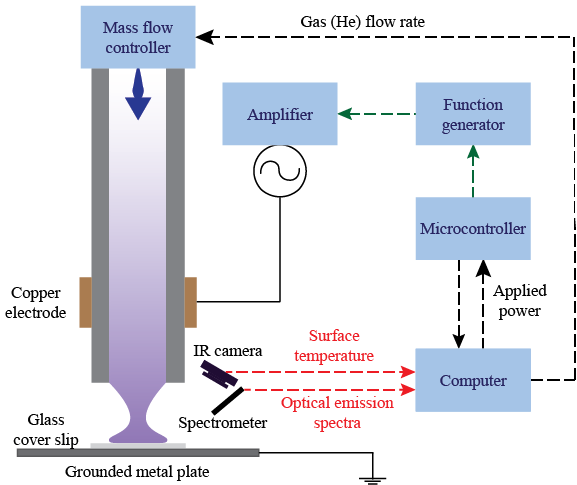 Gas (He) flow rate
Mass flow
controller
Amplifier
Function
generator
Microcontroller
Applied
power
Copper
electrode
IR camera
Surface
temperature
Computer
Spectrometer
Optical emission
spectra
Glass
cover slip
Grounded metal plate